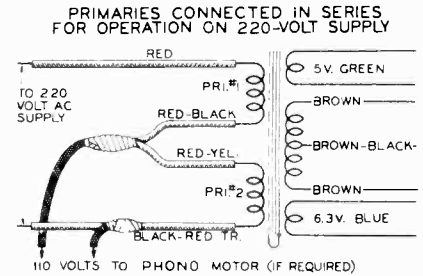 PRIMARIES CONNECTED IN SERIES
FOR OPERATION ON 220-VOLT SUPPLY
RED
5V. GREEN
PRI.#1
TO 220
VOLT AC
SUPPLY
BROWN
RED-BLACK
BROWN-BLACK-
RED-YEL.
PRI.#2
BROWN
6.3V. BLUE
BLACK-RED TR.
110 VOLTS TO PHONO MOTOR (IF REQUIRED)